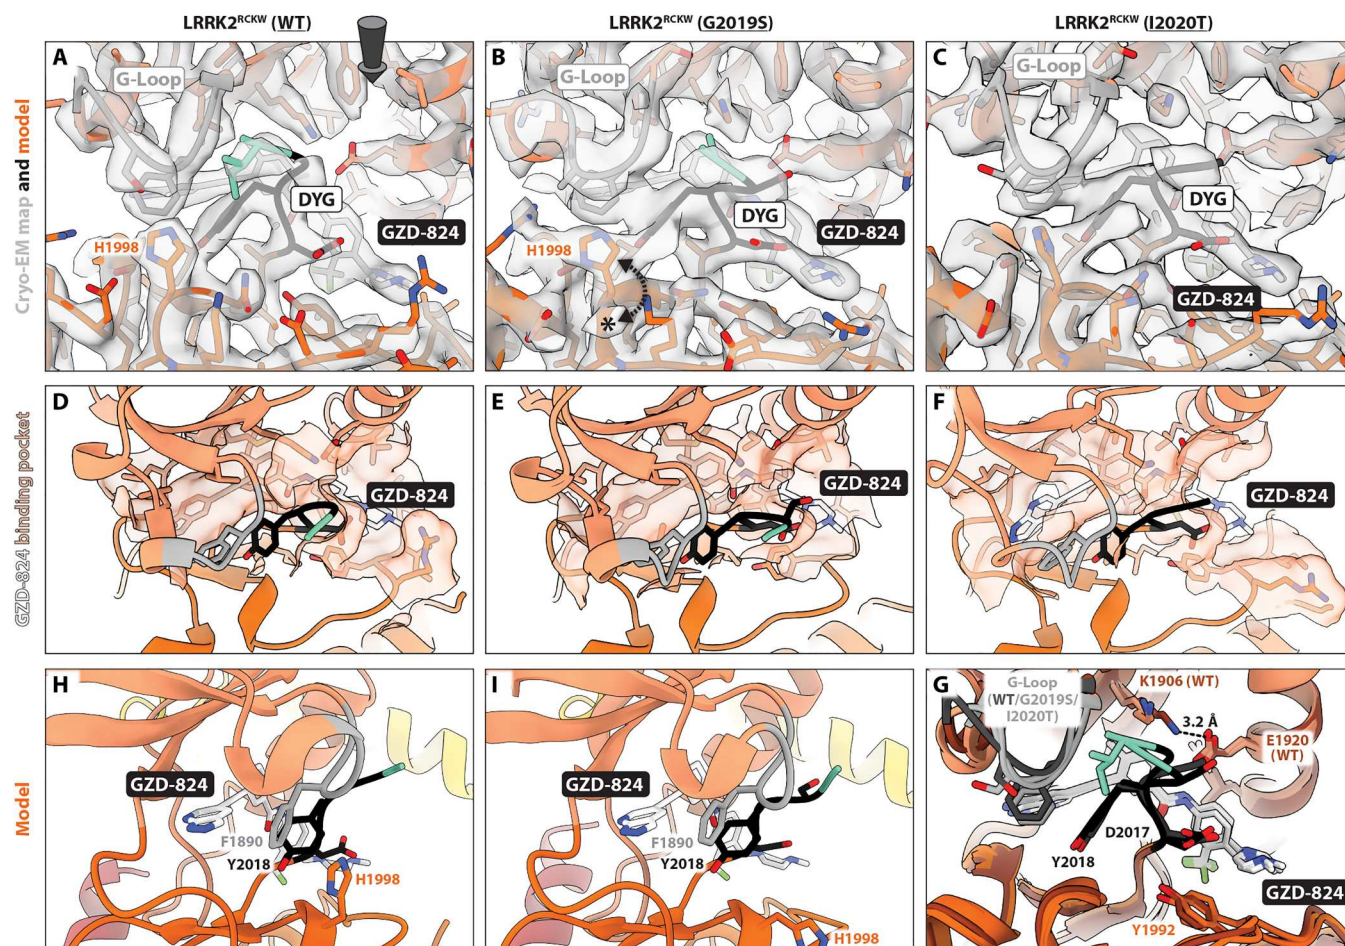 LRRK2RCKW (WT)
LRRK2RCKW (G2019S)
LRRK2RCKW (I2020T)
Cryo-EM map and model
A
G-Loop
DYG
GZD-824
H1998
B
G-Loop
DYG
GZD-824
H1998
*
C
G-Loop
DYG
GZD-824
GZD-824 binding pocket
D
GZD-824
E
GZD-824
F
GZD-824
Model
H
GZD-824
F1890
Y2018
H1998
I
GZD-824
F1890
Y2018
H1998
G
G-Loop
(WT/G2019S/
I2020T)
K1906 (WT)
3.2 Å
E1920
(WT)
D2017
Y2018
GZD-824
Y1992